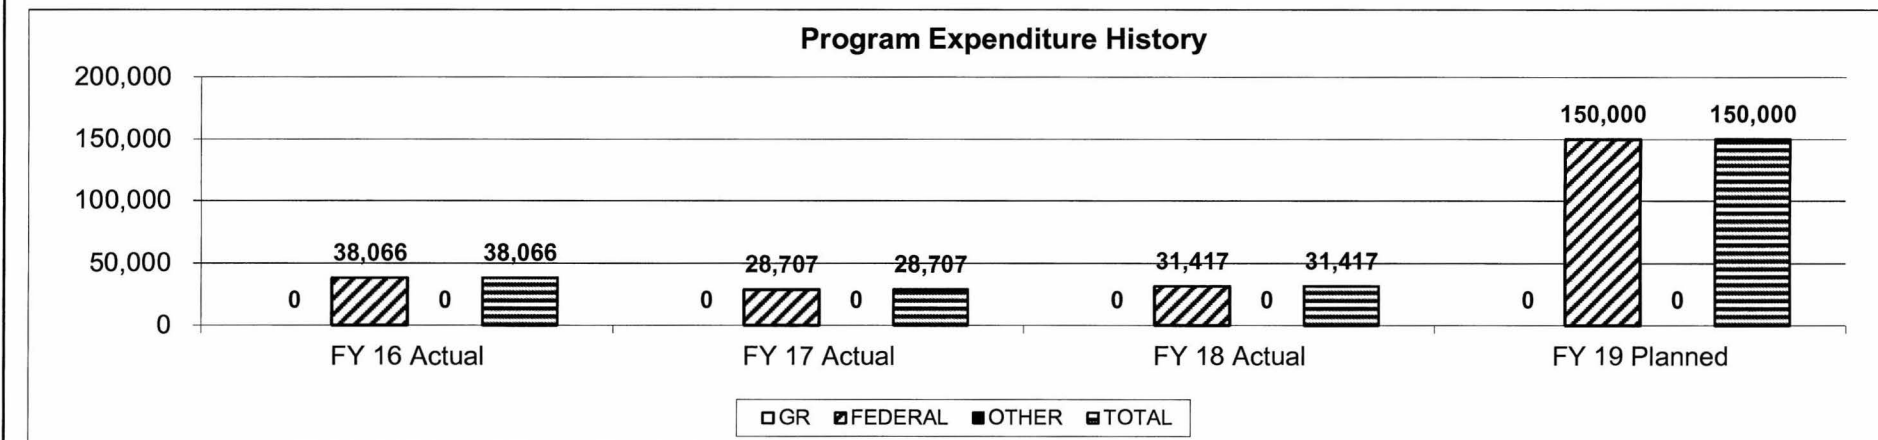 Program Expenditure History
200,000
150,000
100,000
50,000
0
150,000 150,000
38,066 38,066
28,707 28,707
31,417 31,417
0 0 0 0 0 0 0 0
FY 16 Actual FY 17 Actual FY 18 Actual FY 19 Planned
GR FEDERAL OTHER TOTAL